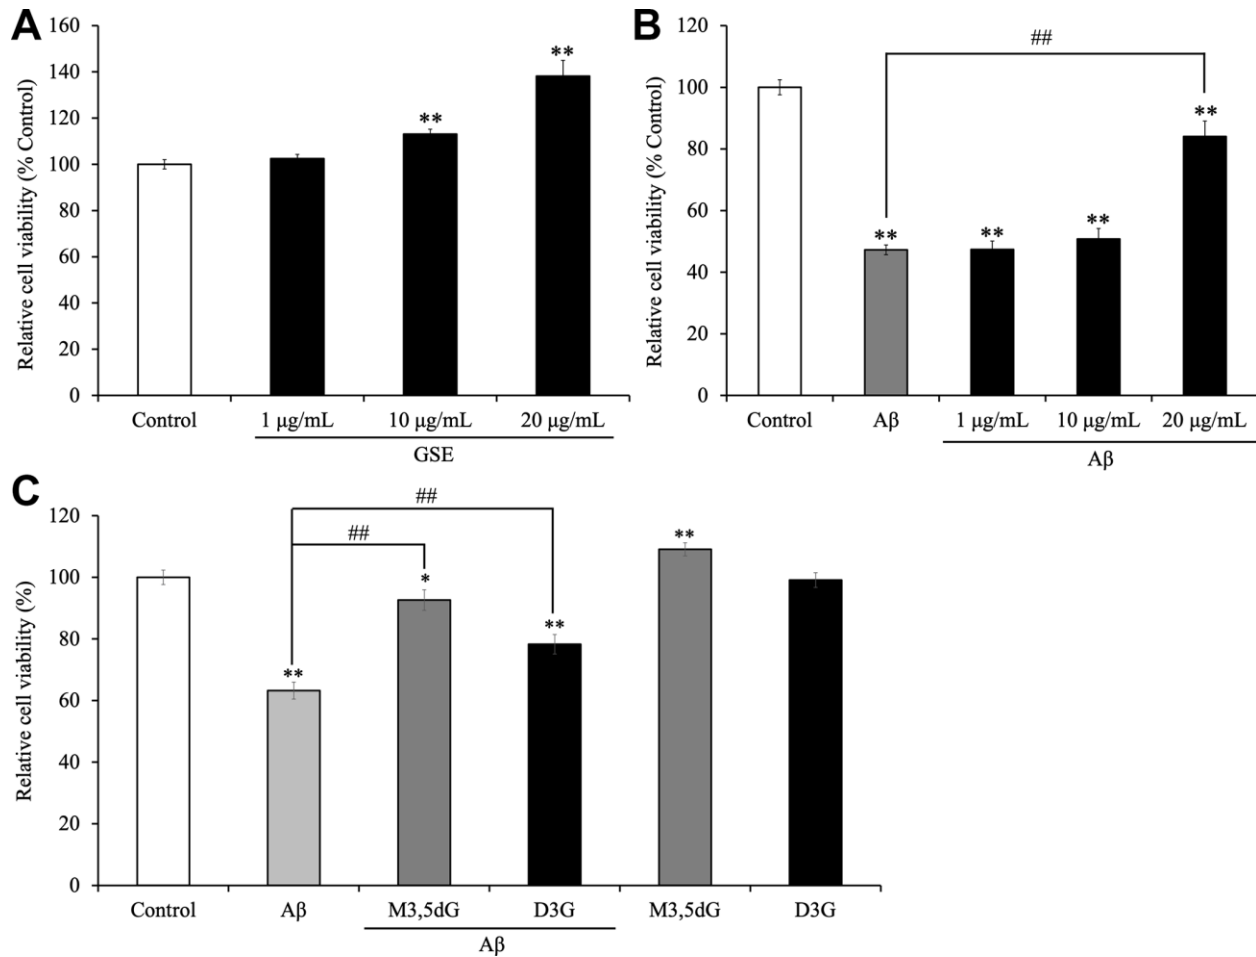 A
Relative cell viability (% Control)
160
140
120
100
80
60
40
20
0
**
**
Control
1 µg/mL
10 µg/mL
20 µg/mL
GSE
B
Relative cell viability (% Control)
120
100
80
60
40
20
0
##
**
**
**
**
Control
Aβ
1 µg/mL
10 µg/mL
20 µg/mL
Aβ
C
Relative cell viability (%)
120
100
80
60
40
20
0
##
##
**
*
**
**
Control
Aβ
M3,5dG
D3G
M3,5dG
D3G
Aβ